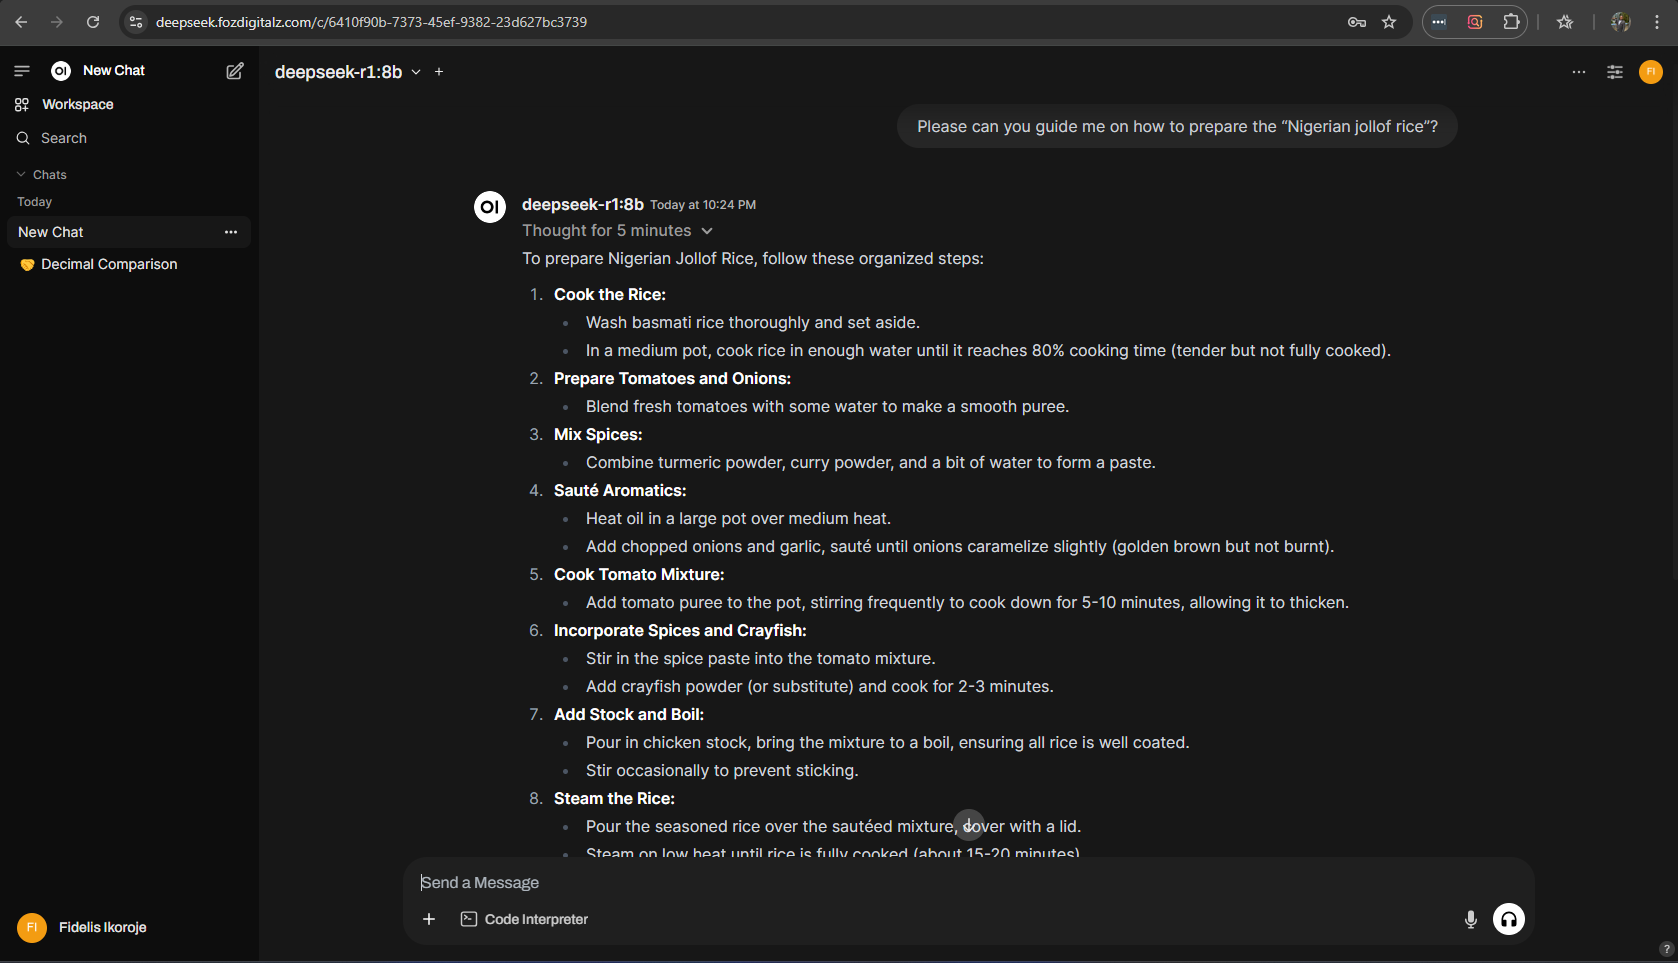 deepseek.fozdigitalz.com/c/6410f90b-7373-45ef-9382-23d627bc3739
OI New Chat
Workspace
Search
Chats
Today
New Chat
Decimal Comparison
Fidelis Ikoroje
FI
deepseek-r1:8b
FI
Please can you guide me on how to prepare the “Nigerian jollof rice”?
OI
deepseek-r1:8b Today at 10:24 PM
Thought for 5 minutes
To prepare Nigerian Jollof Rice, follow these organized steps:
1. Cook the Rice:
• Wash basmati rice thoroughly and set aside.
• In a medium pot, cook rice in enough water until it reaches 80% cooking time (tender but not fully cooked).
2. Prepare Tomatoes and Onions:
• Blend fresh tomatoes with some water to make a smooth puree.
3. Mix Spices:
• Combine turmeric powder, curry powder, and a bit of water to form a paste.
4. Sauté Aromatics:
• Heat oil in a large pot over medium heat.
• Add chopped onions and garlic, sauté until onions caramelize slightly (golden brown but not burnt).
5. Cook Tomato Mixture:
• Add tomato puree to the pot, stirring frequently to cook down for 5-10 minutes, allowing it to thicken.
6. Incorporate Spices and Crayfish:
• Stir in the spice paste into the tomato mixture.
• Add crayfish powder (or substitute) and cook for 2-3 minutes.
7. Add Stock and Boil:
• Pour in chicken stock, bring the mixture to a boil, ensuring all rice is well coated.
• Stir occasionally to prevent sticking.
8. Steam the Rice:
• Pour the seasoned rice over the sautéed mixture, cover with a lid.
• Steam on low heat until rice is fully cooked (about 15-20 minutes)
Send a Message
Code Interpreter
?